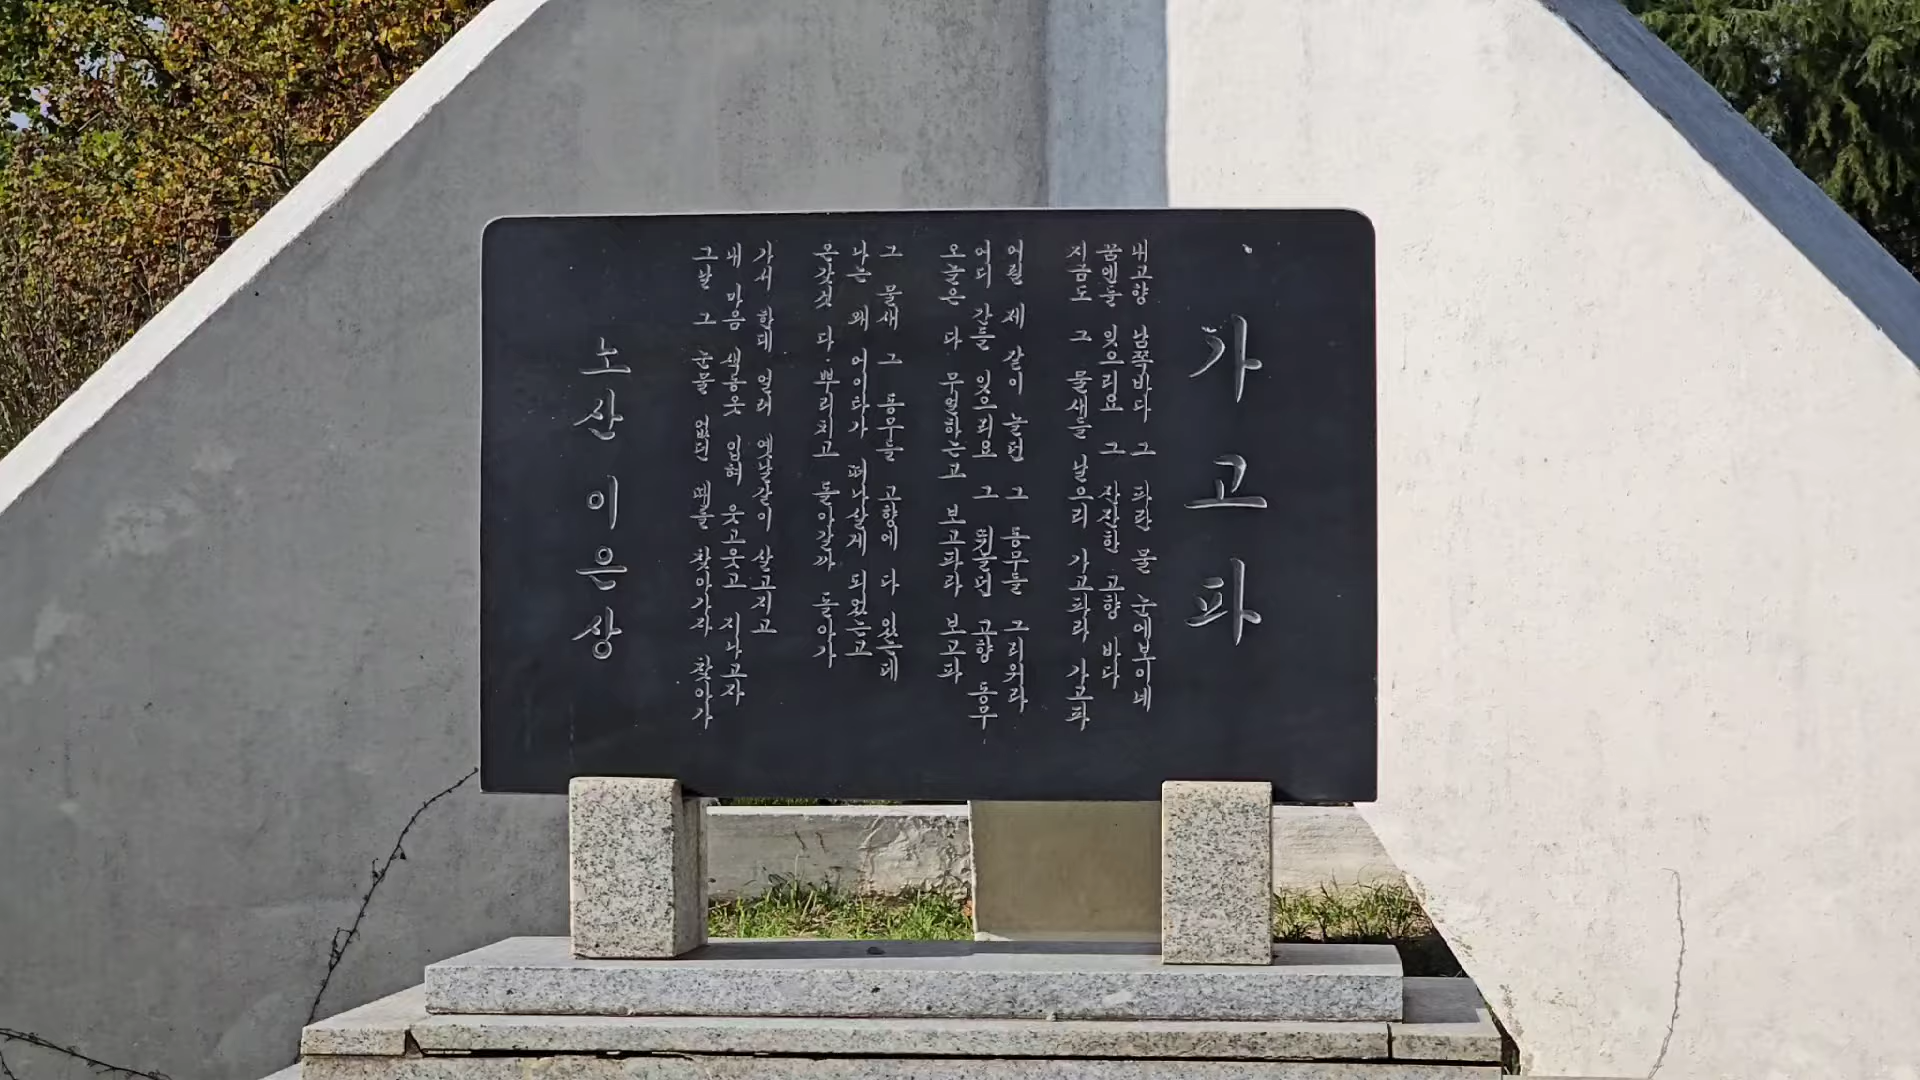 가고파
내고향 남쪽바다 그 파란 물 눈에보이네
꿈엔들 잊으리오 그 잔잔한 고향 바다
지금도 그 물새들 날으리 가고파라 가고파
어릴 제 같이 놀던 그 동무들 그리워라
어디 간들 잊으리오 그 뛰놀던 고향 동무
오늘은 다 무얼하는고 보고파라 보고파
그 물새 그 동무들 고향에 다 있는데
나는 왜 어이타가 떠나살게 되었는고
온갖것 다 뿌리치고 돌아갈까 돌아가
가서 한데 얼려 옛날같이 살고지고
내 마음 색동옷 입혀 웃고웃고 지나고자
그날 그 눈물 없던 때를 찾아가자 찾아가
노산 이은상